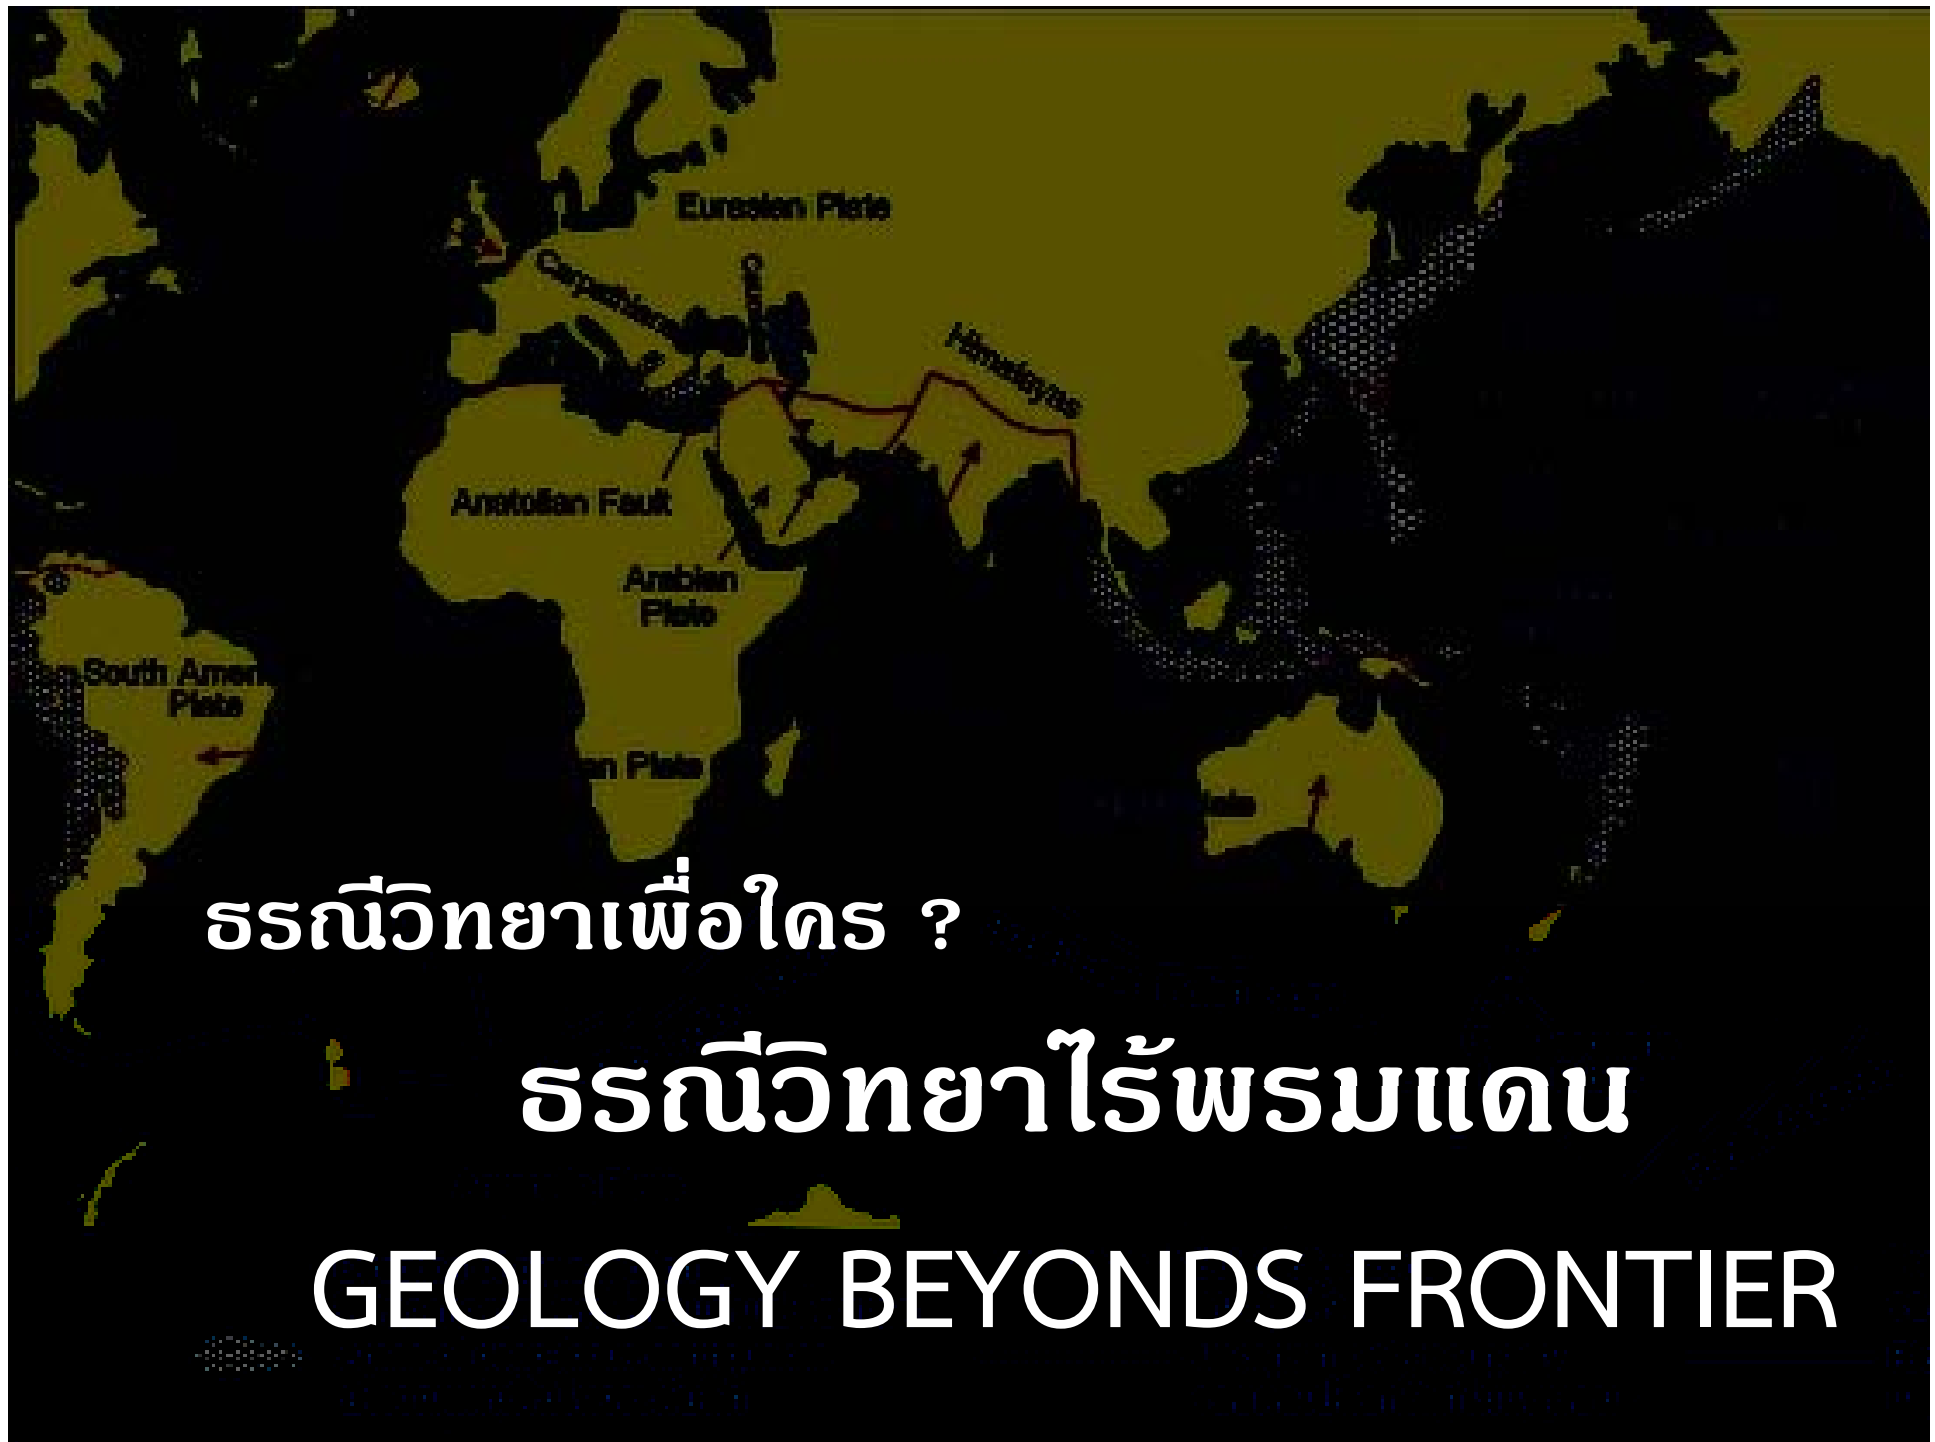 Eurasian Plate
Carpathians
Himalayas
Anatolian Fault
Arabian
Plate
South Ameri
Plate
an Plate
ธรณีวิทยาเพื่อใคร ?
ธรณีวิทยาไร้พรมแดน
GEOLOGY BEYONDS FRONTIER